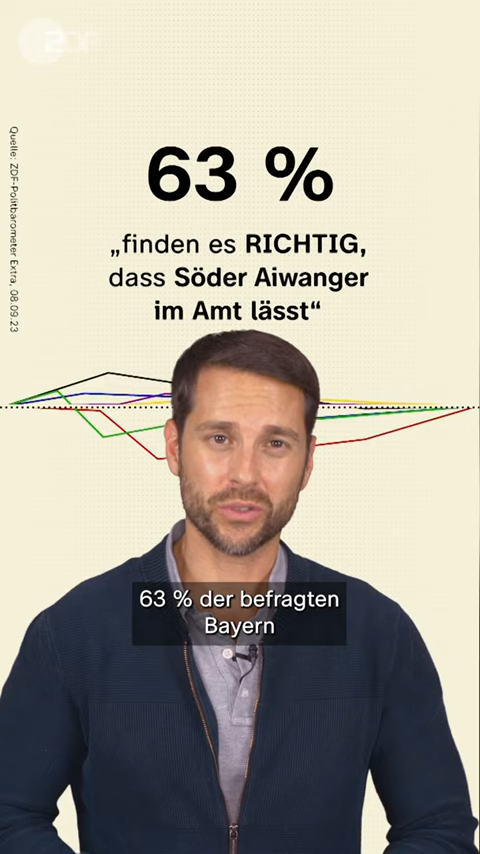 ZDF
Quelle: ZDF-Politbarometer Extra, 08.09.23
63 %
„finden es RICHTIG,
dass Söder Aiwanger
im Amt lässt“
63 % der befragten
Bayern